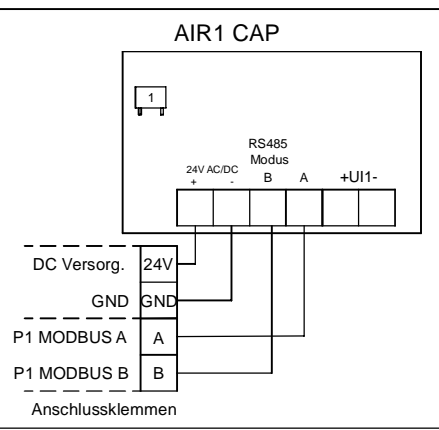 AIR1 CAP
1
RS485
Modus
24V AC/DC
+ - B A +UI1-
DC Versorg. 24V
GND GND
P1 MODBUS A A
P1 MODBUS B B
Anschlussklemmen